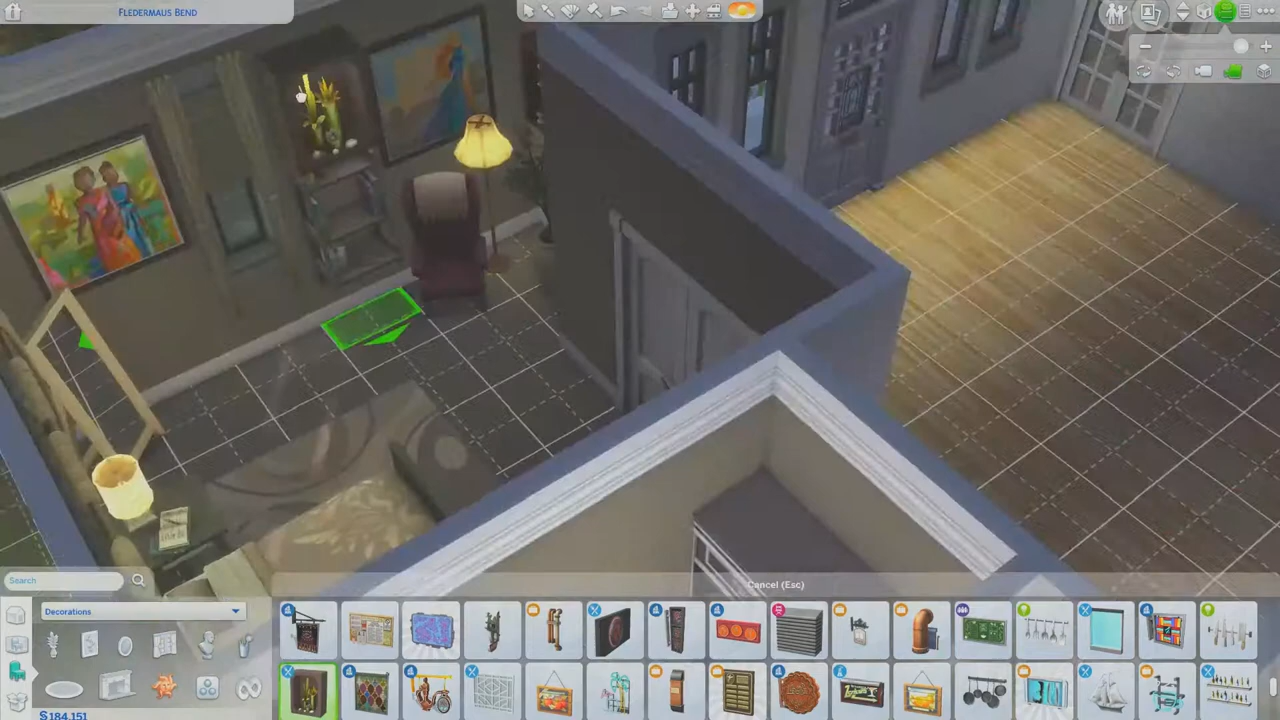 Fledermaus Bend
Cancel (Esc)
Search
Decorations
§184,151